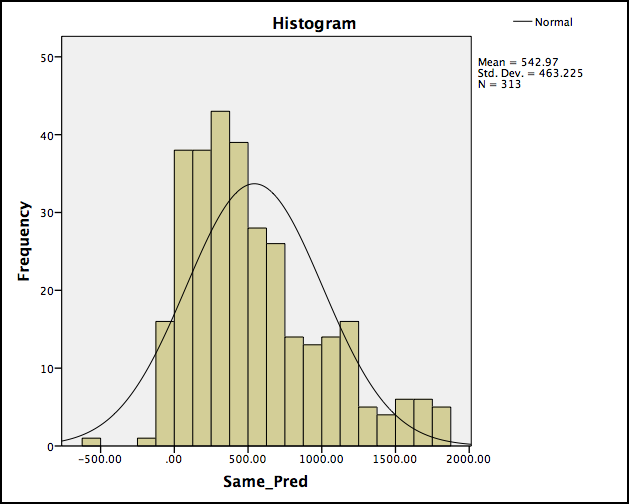 Histogram
Normal
Mean = 542.97
Std. Dev. = 463.225
N = 313
Frequency
50
40
30
20
10
0
-500.00 .00 500.00 1000.00 1500.00 2000.00
Same_Pred